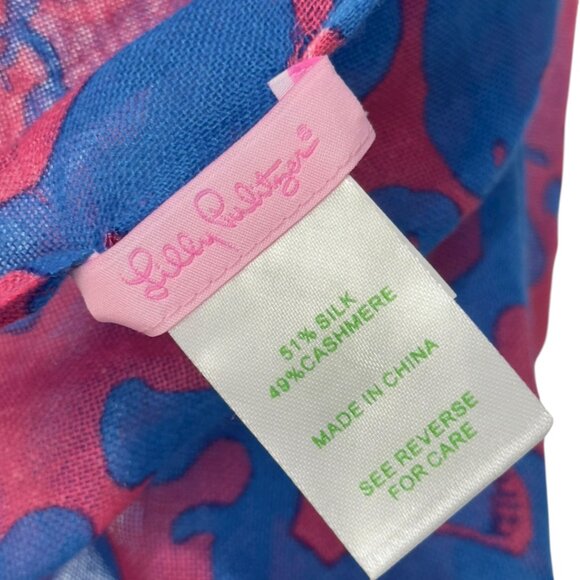 Lilly Pulitzer®
51% SILK
49%CASHMERE
MADE IN CHINA
SEE REVERSE
FOR CARE